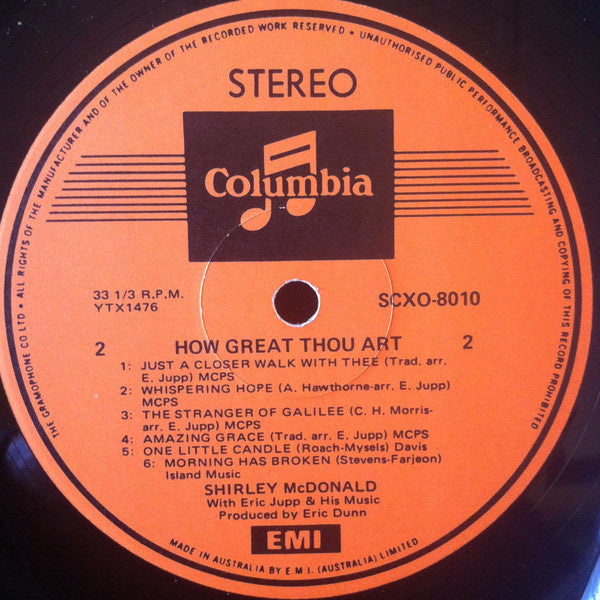 THE GRAMOPHONE CO LTD • ALL RIGHTS OF THE MANUFACTURER AND OF THE OWNER OF THE RECORDED WORK RESERVED • UNAUTHORISED PUBLIC PERFORMANCE BROADCASTING AND COPYING OF THIS RECORD PROHIBITED
STEREO
Columbia
33 1/3 R.P.M.
YTX1476
SCXO-8010
2 HOW GREAT THOU ART 2
1: JUST A CLOSER WALK WITH THEE (Trad. arr.
E. Jupp) MCPS
2: WHISPERING HOPE (A. Hawthorne-arr. E. Jupp)
MCPS
3: THE STRANGER OF GALILEE (C. H. Morris-
arr. E. Jupp) MCPS
4: AMAZING GRACE (Trad. arr. E. Jupp) MCPS
5: ONE LITTLE CANDLE (Roach-Mysels) Davis
6: MORNING HAS BROKEN (Stevens-Farjeon)
Island Music
SHIRLEY McDONALD
With Eric Jupp & His Music
Produced by Eric Dunn
EMI
MADE IN AUSTRALIA BY E.M.I. (AUSTRALIA) LIMITED